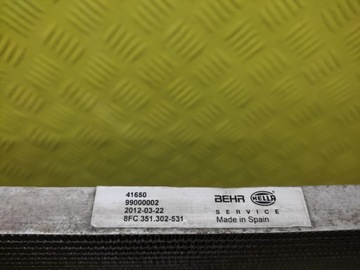 41650
99000002
2012-03-22
8FC 351.302-531
BEHR HELLA
SERVICE
Made in Spain